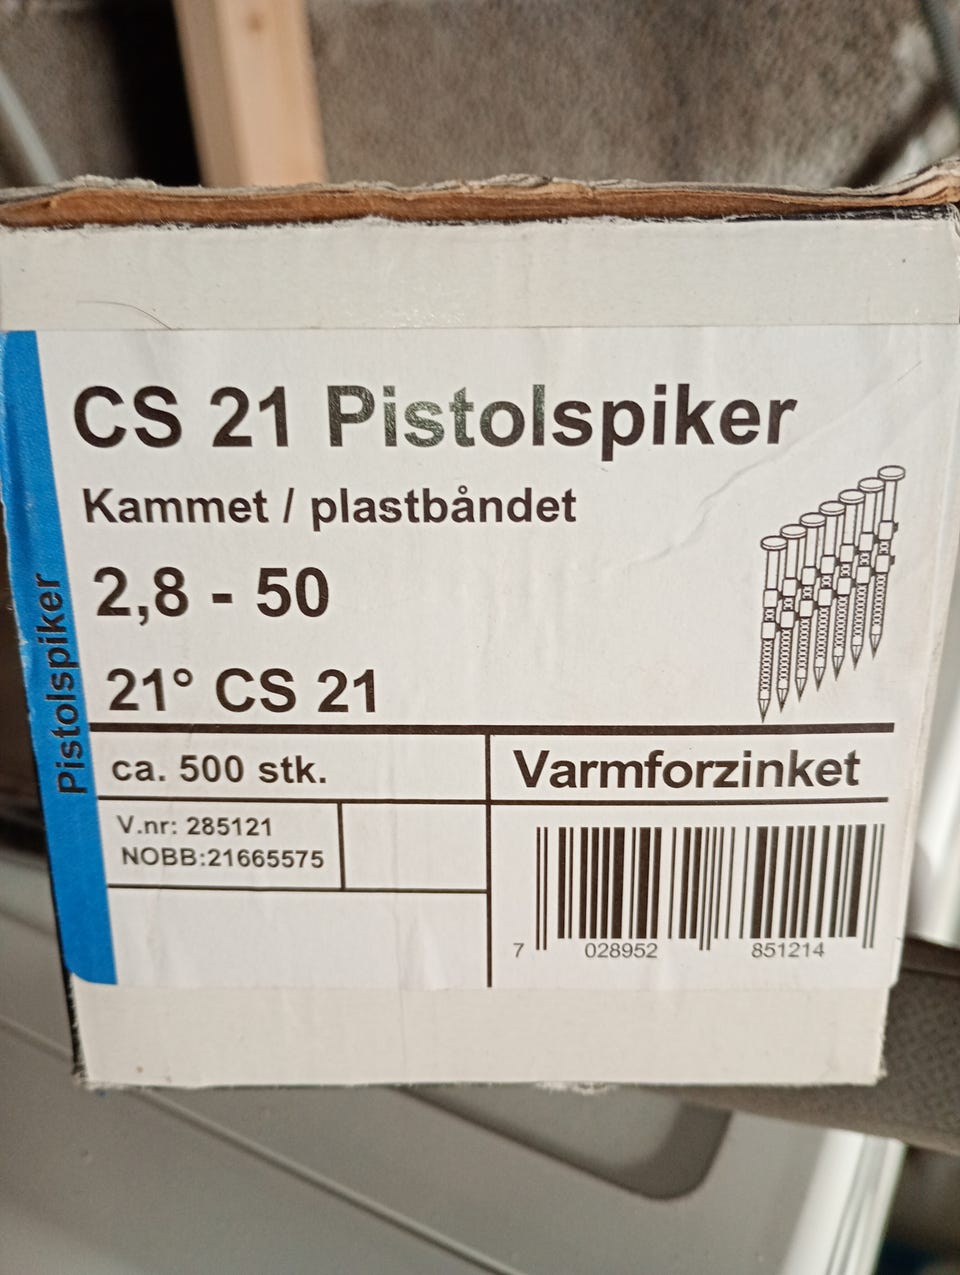 CS 21 Pistolspiker
Kammet / plastbåndet
2,8 - 50
21° CS 21
Pistolspiker
ca. 500 stk.
Varmforzinket
V.nr: 285121
NOBB:21665575
7 028952 851214